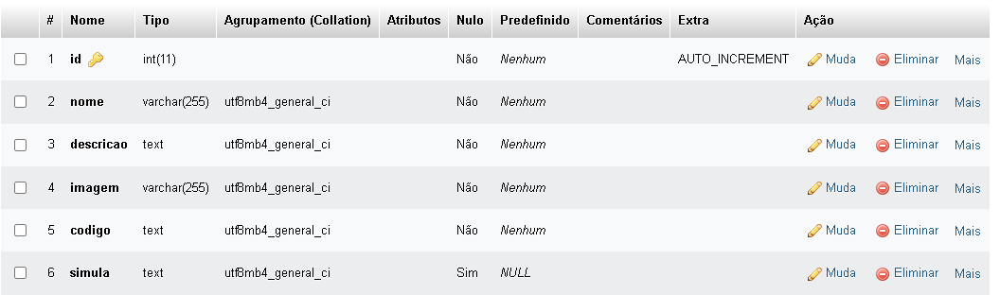 # Nome Tipo Agrupamento (Collation) Atributos Nulo Predefinido Comentários Extra Ação
1 id int(11) Não Nenhum AUTO_INCREMENT Muda Eliminar Mais
2 nome varchar(255) utf8mb4_general_ci Não Nenhum Muda Eliminar Mais
3 descricao text utf8mb4_general_ci Não Nenhum Muda Eliminar Mais
4 imagem varchar(255) utf8mb4_general_ci Não Nenhum Muda Eliminar Mais
5 codigo text utf8mb4_general_ci Não Nenhum Muda Eliminar Mais
6 simula text utf8mb4_general_ci Sim NULL Muda Eliminar Mais